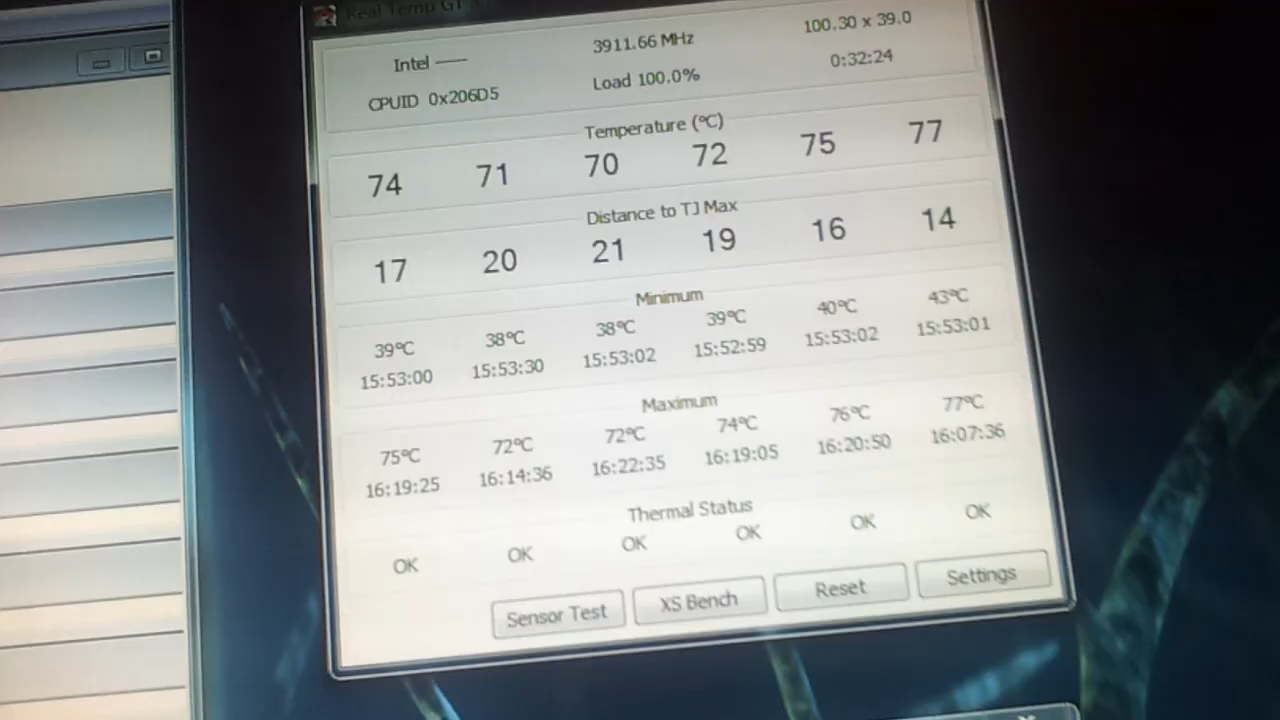 Real Temp GT
Intel 3911.66 MHz 100.30 x 39.0
CPUID 0x206D5 Load 100.0% 0:32:24
Temperature (°C)
74 71 70 72 75 77
Distance to TJ Max
17 20 21 19 16 14
Minimum
39°C 38°C 38°C 39°C 40°C 43°C
15:53:00 15:53:30 15:53:02 15:52:59 15:53:02 15:53:01
Maximum
75°C 72°C 72°C 74°C 76°C 77°C
16:19:25 16:14:36 16:22:35 16:19:05 16:20:50 16:07:36
Thermal Status
OK OK OK OK OK OK
Sensor Test XS Bench Reset Settings